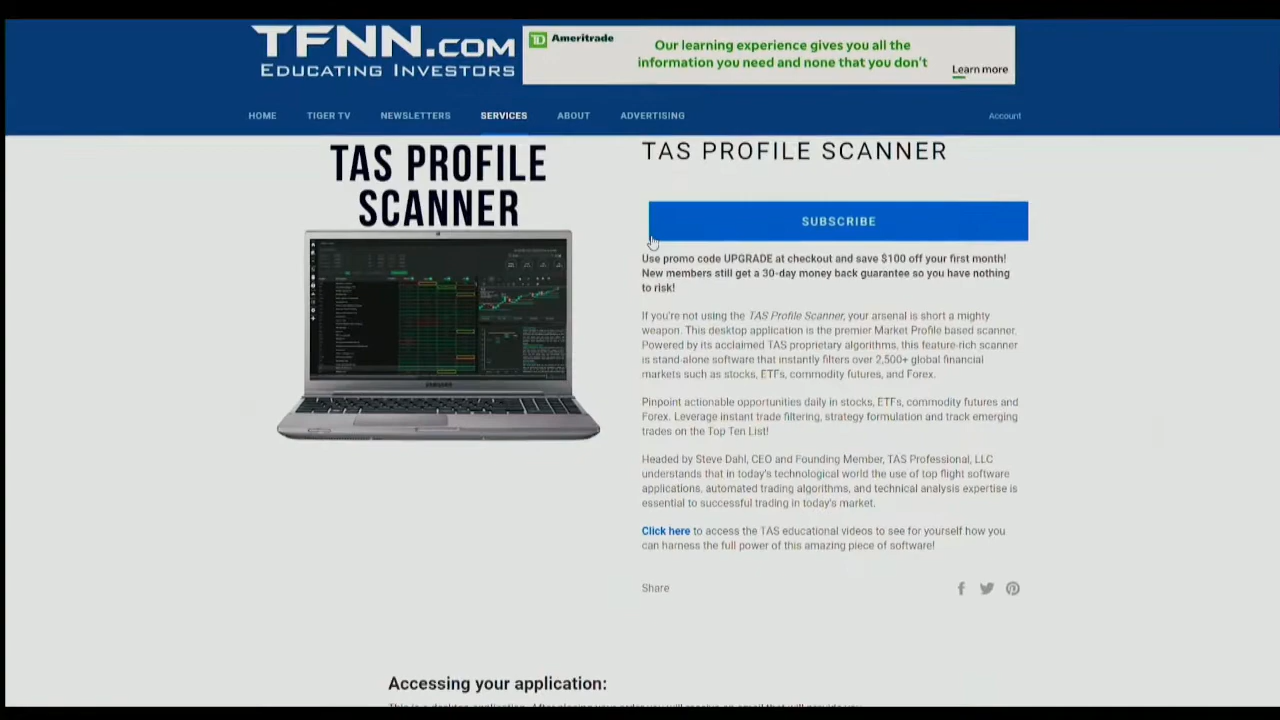 TFNN.COM
EDUCATING INVESTORS
TD Ameritrade
Our learning experience gives you all the
information you need and none that you don't
Learn more
HOME TIGER TV NEWSLETTERS SERVICES ABOUT ADVERTISING Account
TAS PROFILE
SCANNER
SAMSUNG
TAS PROFILE SCANNER
SUBSCRIBE
Use promo code UPGRADE at checkout and save $100 off your first month!
New members still get a 30-day money back guarantee so you have nothing
to risk!
If you're not using the TAS Profile Scanner, your arsenal is short a mighty
weapon. This desktop application is the premier Market Profile based scanner.
Powered by its acclaimed TAS proprietary algorithms, this feature-rich scanner
is stand-alone software that instantly filters over 2,500+ global financial
markets such as stocks, ETFs, commodity futures, and Forex.
Pinpoint actionable opportunities daily in stocks, ETFs, commodity futures and
Forex. Leverage instant trade filtering, strategy formulation and track emerging
trades on the Top Ten List!
Headed by Steve Dahl, CEO and Founding Member, TAS Professional, LLC
understands that in today's technological world the use of top flight software
applications, automated trading algorithms, and technical analysis expertise is
essential to successful trading in today's market.
Click here to access the TAS educational videos to see for yourself how you
can harness the full power of this amazing piece of software!
Share
Accessing your application: